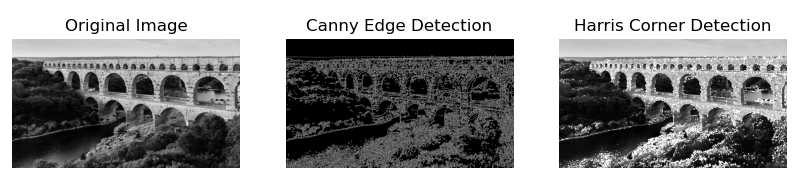 Original Image
Canny Edge Detection
Harris Corner Detection